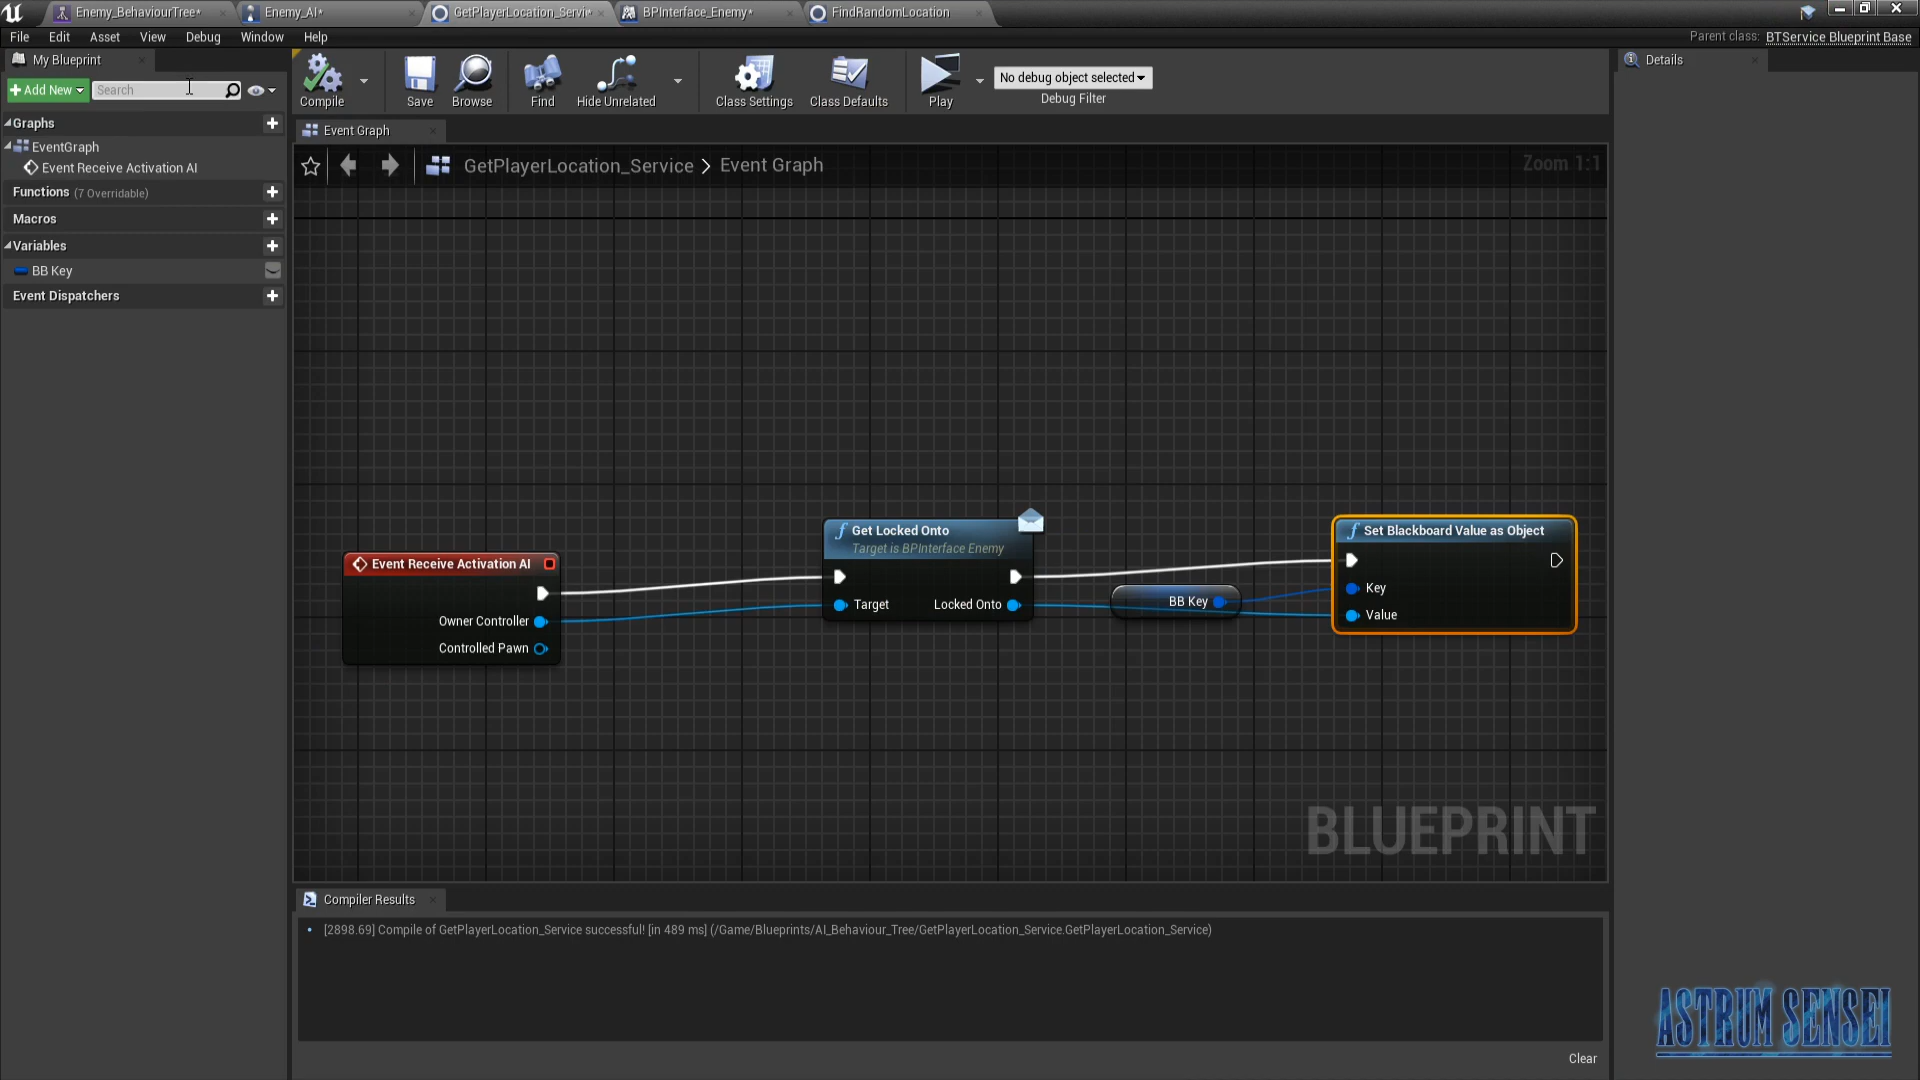 Enemy_BehaviourTree*
Enemy_AI*
GetPlayerLocation_Servi*
BPInterface_Enemy*
FindRandomLocation
File Edit Asset View Debug Window Help
Parent class: BTService Blueprint Base
My Blueprint
Add New
Search
Compile
Save
Browse
Find
Hide Unrelated
Class Settings
Class Defaults
Play
No debug object selected
Debug Filter
Details
Graphs
EventGraph
Event Receive Activation AI
Functions (7 Overridable)
Macros
Variables
BB Key
Event Dispatchers
Event Graph
GetPlayerLocation_Service > Event Graph
Zoom 1:1
Event Receive Activation AI
Owner Controller
Controlled Pawn
Get Locked Onto
Target is BPInterface Enemy
Target
Locked Onto
BB Key
Set Blackboard Value as Object
Key
Value
BLUEPRINT
Compiler Results
[2898.69] Compile of GetPlayerLocation_Service successful! [in 489 ms] (/Game/Blueprints/AI_Behaviour_Tree/GetPlayerLocation_Service.GetPlayerLocation_Service)
Clear
ASTRUM SENSEI